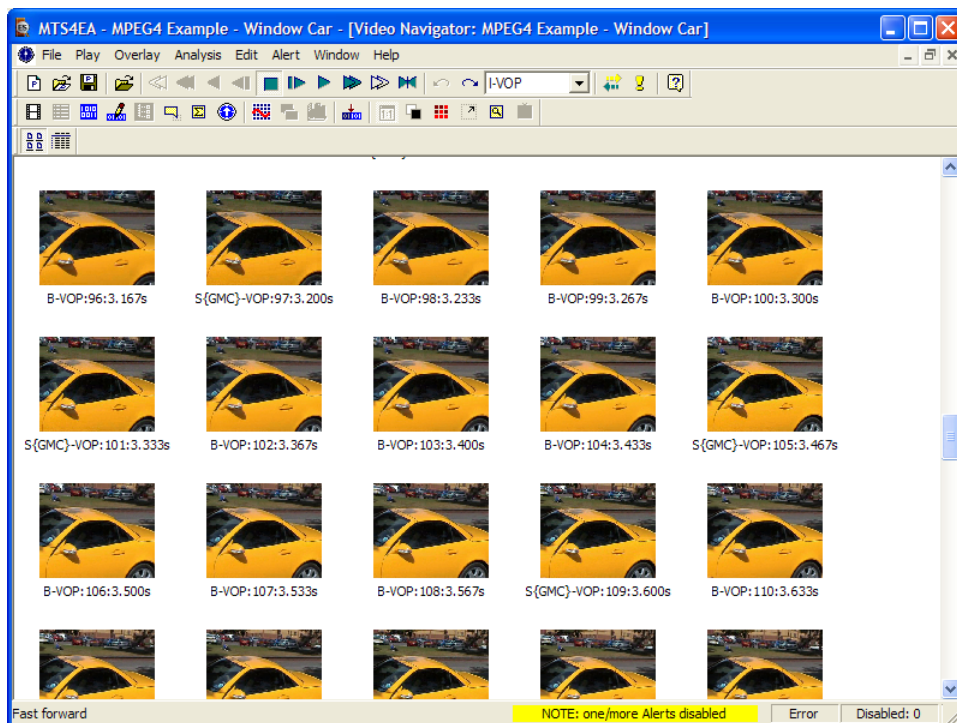 MTS4EA - MPEG4 Example - Window Car - [Video Navigator: MPEG4 Example - Window Car]
File Play Overlay Analysis Edit Alert Window Help
I-VOP
B-VOP:96:3.167s S{GMC}-VOP:97:3.200s B-VOP:98:3.233s B-VOP:99:3.267s B-VOP:100:3.300s
S{GMC}-VOP:101:3.333s B-VOP:102:3.367s B-VOP:103:3.400s B-VOP:104:3.433s S{GMC}-VOP:105:3.467s
B-VOP:106:3.500s B-VOP:107:3.533s B-VOP:108:3.567s S{GMC}-VOP:109:3.600s B-VOP:110:3.633s
Fast forward NOTE: one/more Alerts disabled Error Disabled: 0